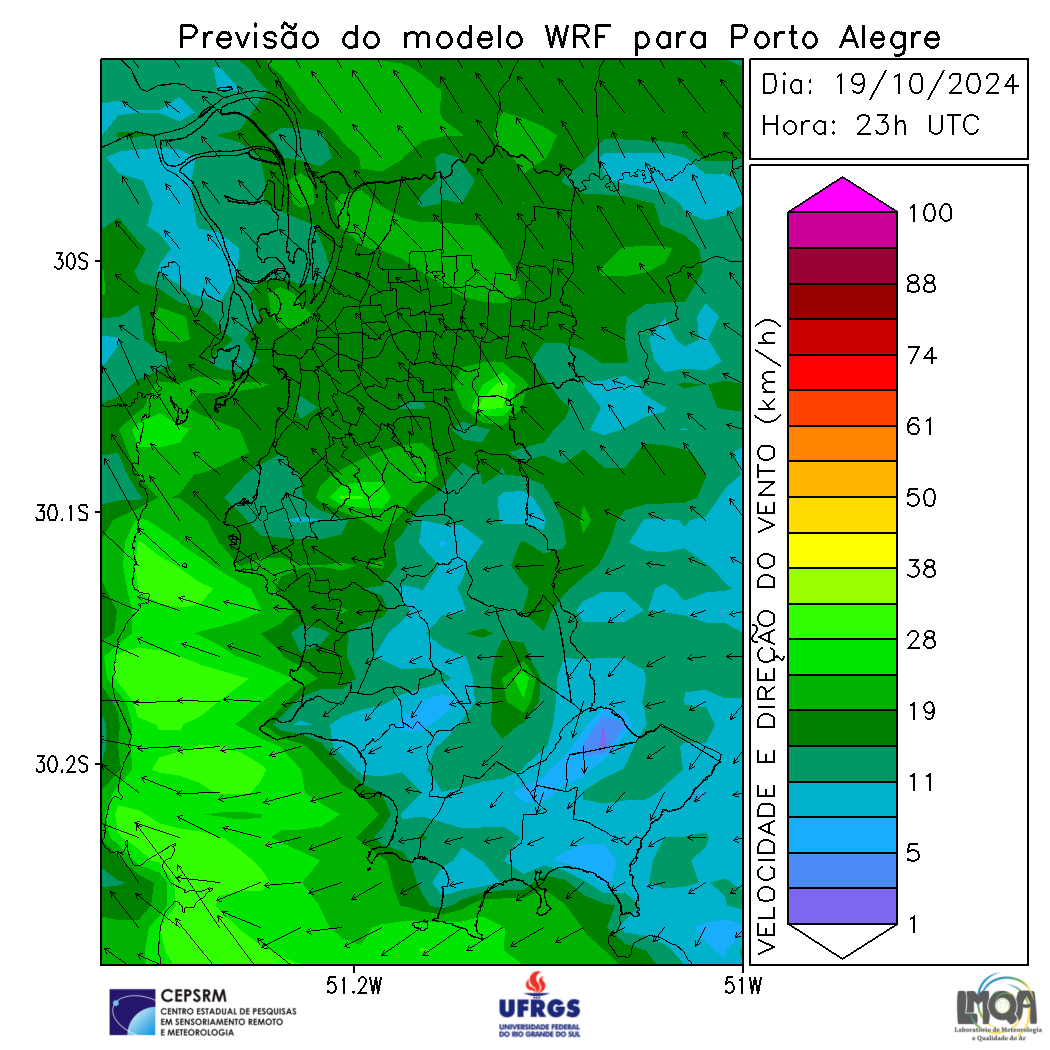 Previsão do modelo WRF para Porto Alegre
Dia: 19/10/2024
Hora: 23h UTC
30S
30.1S
30.2S
51.2W
51W
VELOCIDADE E DIREÇÃO DO VENTO (km/h)
100
88
74
61
50
38
28
19
11
5
1
CEPSRM
CENTRO ESTADUAL DE PESQUISAS
EM SENSORIAMENTO REMOTO
E METEOROLOGIA
UFRGS
UNIVERSIDADE FEDERAL
DO RIO GRANDE DO SUL
LMQA
Laboratório de Meteorologia
e Qualidade do Ar